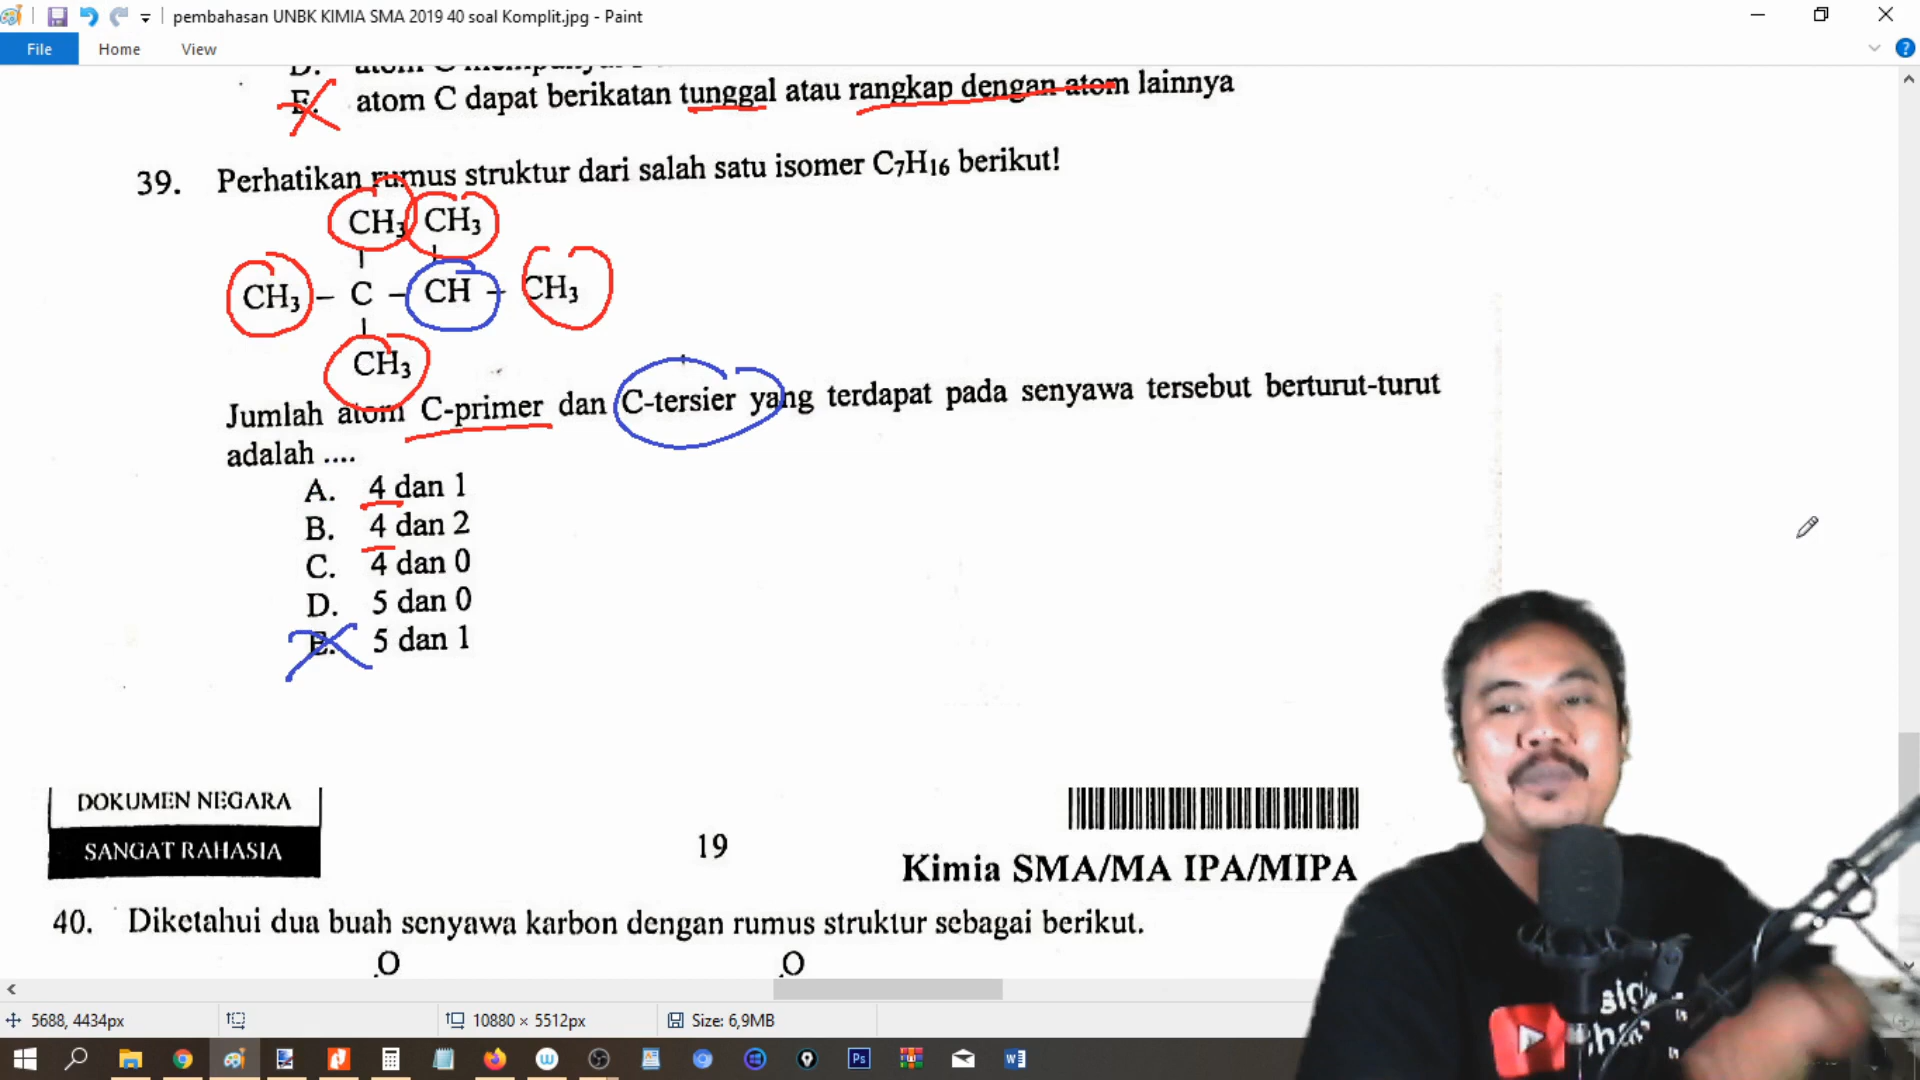 pembahasan UNBK KIMIA SMA 2019 40 soal Komplit.jpg - Paint
File Home View
E. atom C dapat berikatan tunggal atau rangkap dengan atom lainnya
39. Perhatikan rumus struktur dari salah satu isomer C₇H₁₆ berikut!
CH₃ CH₃
CH₃ – C – CH – CH₃
CH₃
Jumlah atom C-primer dan C-tersier yang terdapat pada senyawa tersebut berturut-turut
adalah ....
A. 4 dan 1
B. 4 dan 2
C. 4 dan 0
D. 5 dan 0
E. 5 dan 1
DOKUMEN NEGARA
SANGAT RAHASIA
19
Kimia SMA/MA IPA/MIPA
40. Diketahui dua buah senyawa karbon dengan rumus struktur sebagai berikut.
O O
5688, 4434px 10880 × 5512px Size: 6,9MB
Ps